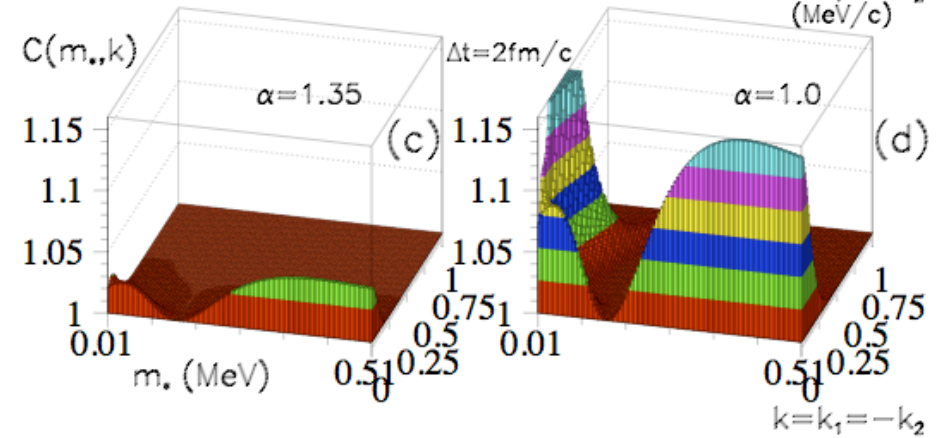 (MeV/c)
C(m*,k)
Δt=2fm/c
α=1.35
α=1.0
1.15
(c)
1.15
(d)
1.1
1.1
1.05
1.05
1
1
1
1
0.75
0.75
0.5
0.5
0.01
0.25
0.01
0.25
m* (MeV)
0.51
0
0.51
0
k=k₁=−k₂